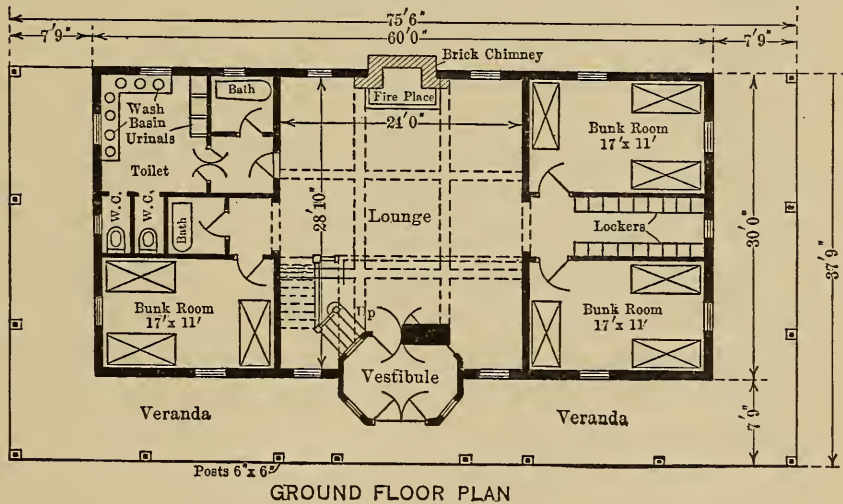 75'6"
7'9"
60'0"
7'9"
Brick Chimney
Bath
Fire Place
Wash
Basin
Urinals
24'0"
Bunk Room
17'x 11'
Toilet
W.C.
W.C.
Bath
28'10"
Lounge
Lockers
30'0"
37'9"
Bunk Room
17'x 11'
Up
Bunk Room
17'x 11'
Vestibule
Veranda
Veranda
7'9"
Posts 6"x 6"
GROUND FLOOR PLAN